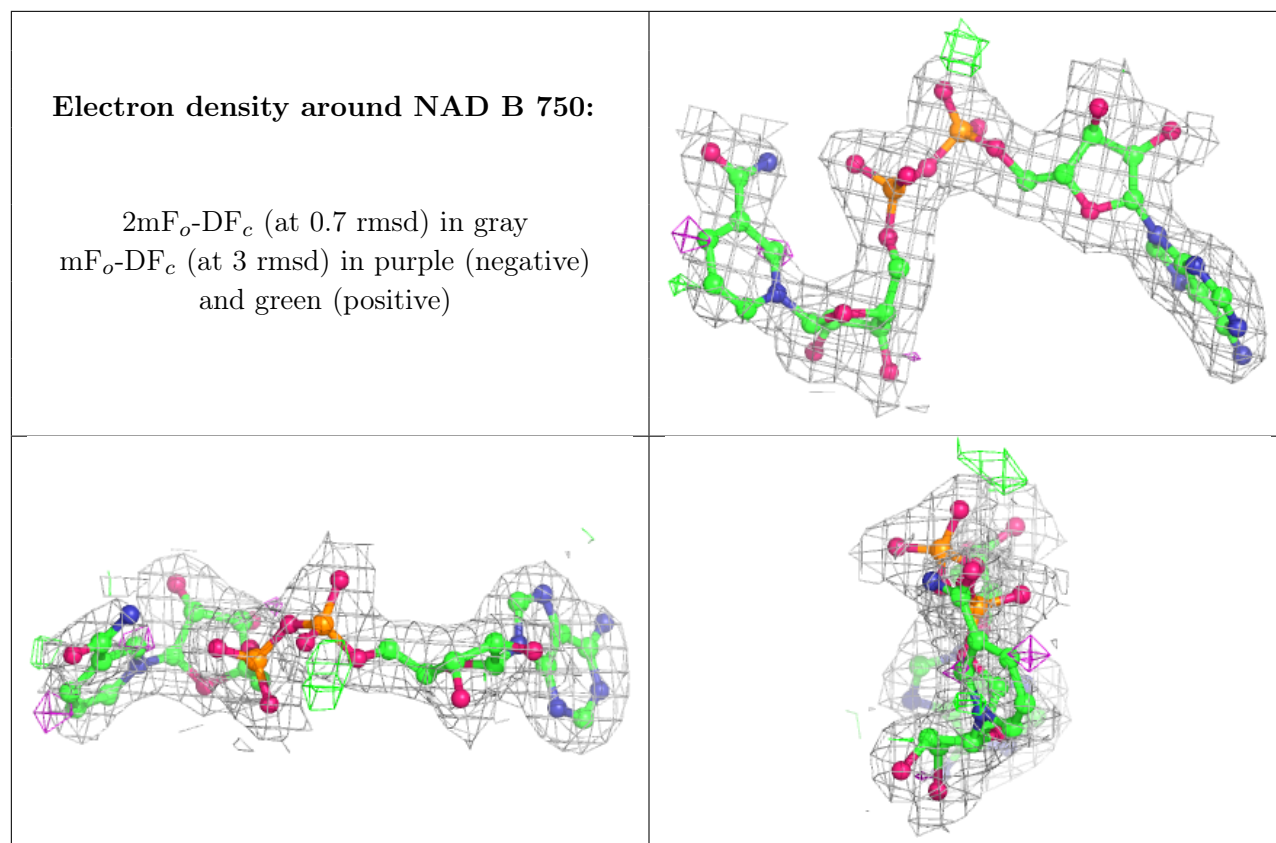 Electron density around NAD B 750:
2mFo-DFc (at 0.7 rmsd) in gray
mFo-DFc (at 3 rmsd) in purple (negative)
and green (positive)